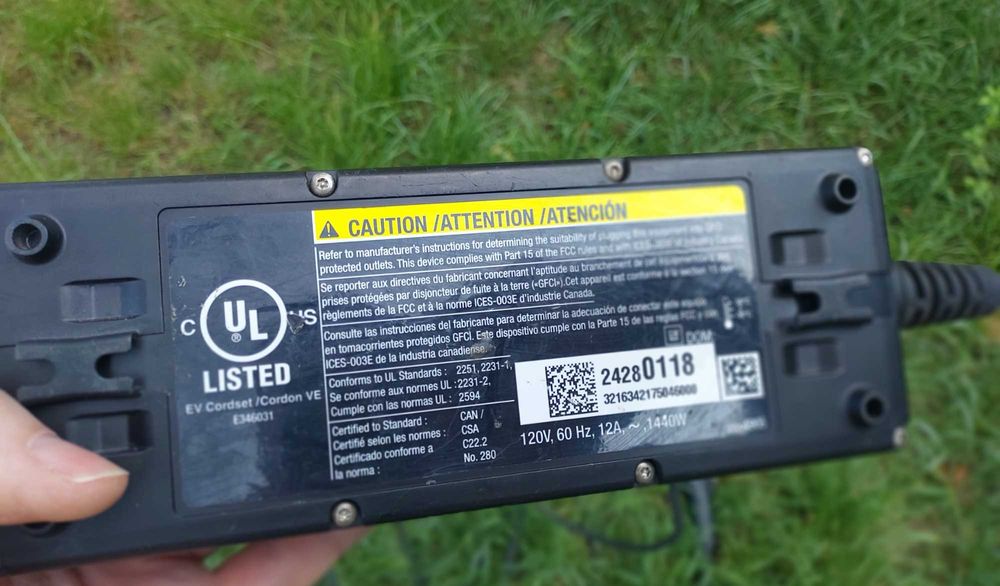 CAUTION /ATTENTION /ATENCIÓN
Refer to manufacturer's instructions for determining the suitability of plugging this equipment into GFCI
protected outlets. This device complies with Part 15 of the FCC rules and with ICES-003E of Industry Canada.
Se reporter aux directives du fabricant concernant l'aptitude au branchement de cet équipement
prises protégées par disjoncteur de fuite à la terre («GFCI»).Cet appareil est conforme à la section 15 des
règlements de la FCC et à la norme ICES-003E d'industrie Canada.
Consulte las instrucciones del fabricante para determinar la adecuación de conectar este equipo
en tomacorrientes protegidos GFCI. Este dispositivo cumple con la Parte 15 de las reglas FCC y con
ICES-003E de la industria canadiense.
C UL US
®
LISTED
EV Cordset /Cordon VE
E346031
Conforms to UL Standards : 2251, 2231-1,
Se conforme aux normes UL : 2231-2,
Cumple con las normas UL : 2594
Certified to Standard : CAN /
Certifié selon les normes : CSA
Certificado conforme a C22.2
la norma : No. 280
GM DOM
24280118
3216342175046000
120V, 60 Hz, 12A, ~ ,1440W